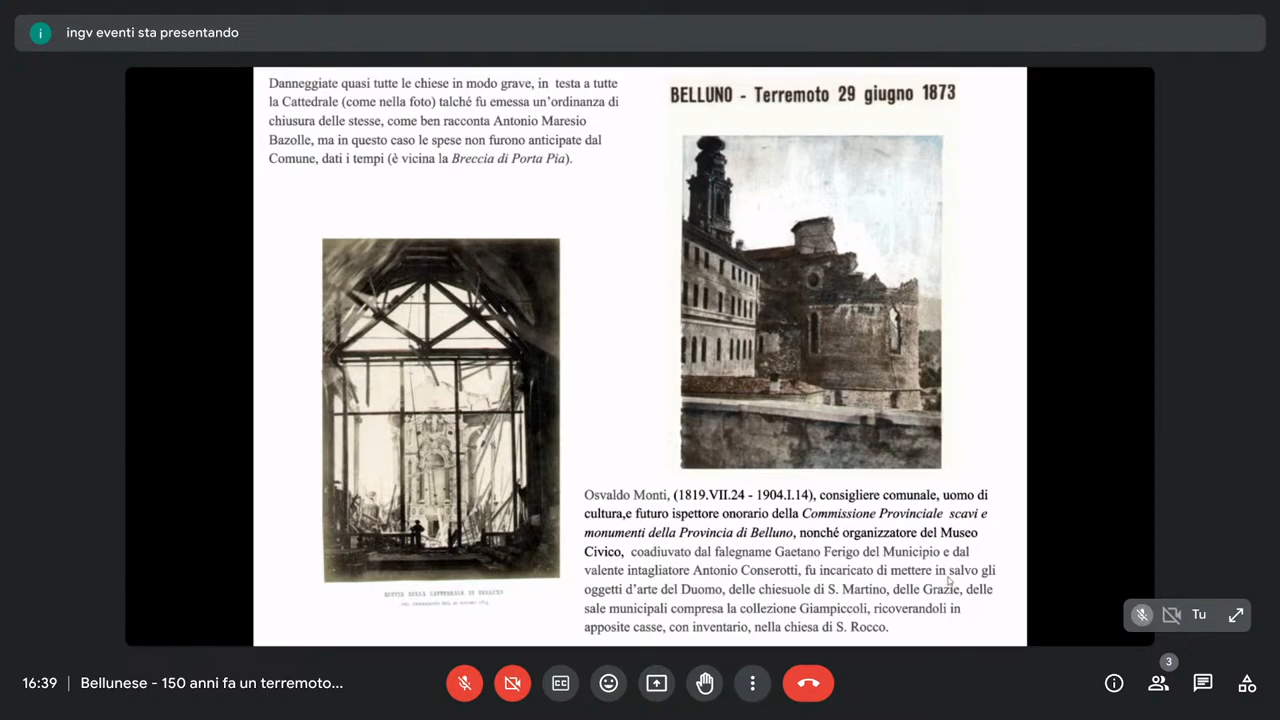 ingv eventi sta presentando
Danneggiate quasi tutte le chiese in modo grave, in testa a tutte
la Cattedrale (come nella foto) talché fu emessa un'ordinanza di
chiusura delle stesse, come ben racconta Antonio Maresio
Bazolle, ma in questo caso le spese non furono anticipate dal
Comune, dati i tempi (è vicina la Breccia di Porta Pia).
BELLUNO - Terremoto 29 giugno 1873
Osvaldo Monti, (1819.VII.24 - 1904.I.14), consigliere comunale, uomo di
cultura,e futuro ispettore onorario della Commissione Provinciale scavi e
monumenti della Provincia di Belluno, nonché organizzatore del Museo
Civico, coadiuvato dal falegname Gaetano Ferigo del Municipio e dal
valente intagliatore Antonio Conserotti, fu incaricato di mettere in salvo gli
oggetti d'arte del Duomo, delle chiesuole di S. Martino, delle Grazie, delle
sale municipali compresa la collezione Giampiccoli, ricoverandoli in
apposite casse, con inventario, nella chiesa di S. Rocco.
DELLA CATTEDRALE DI BELLUNO
Tu
3
16:39 | Bellunese - 150 anni fa un terremoto...